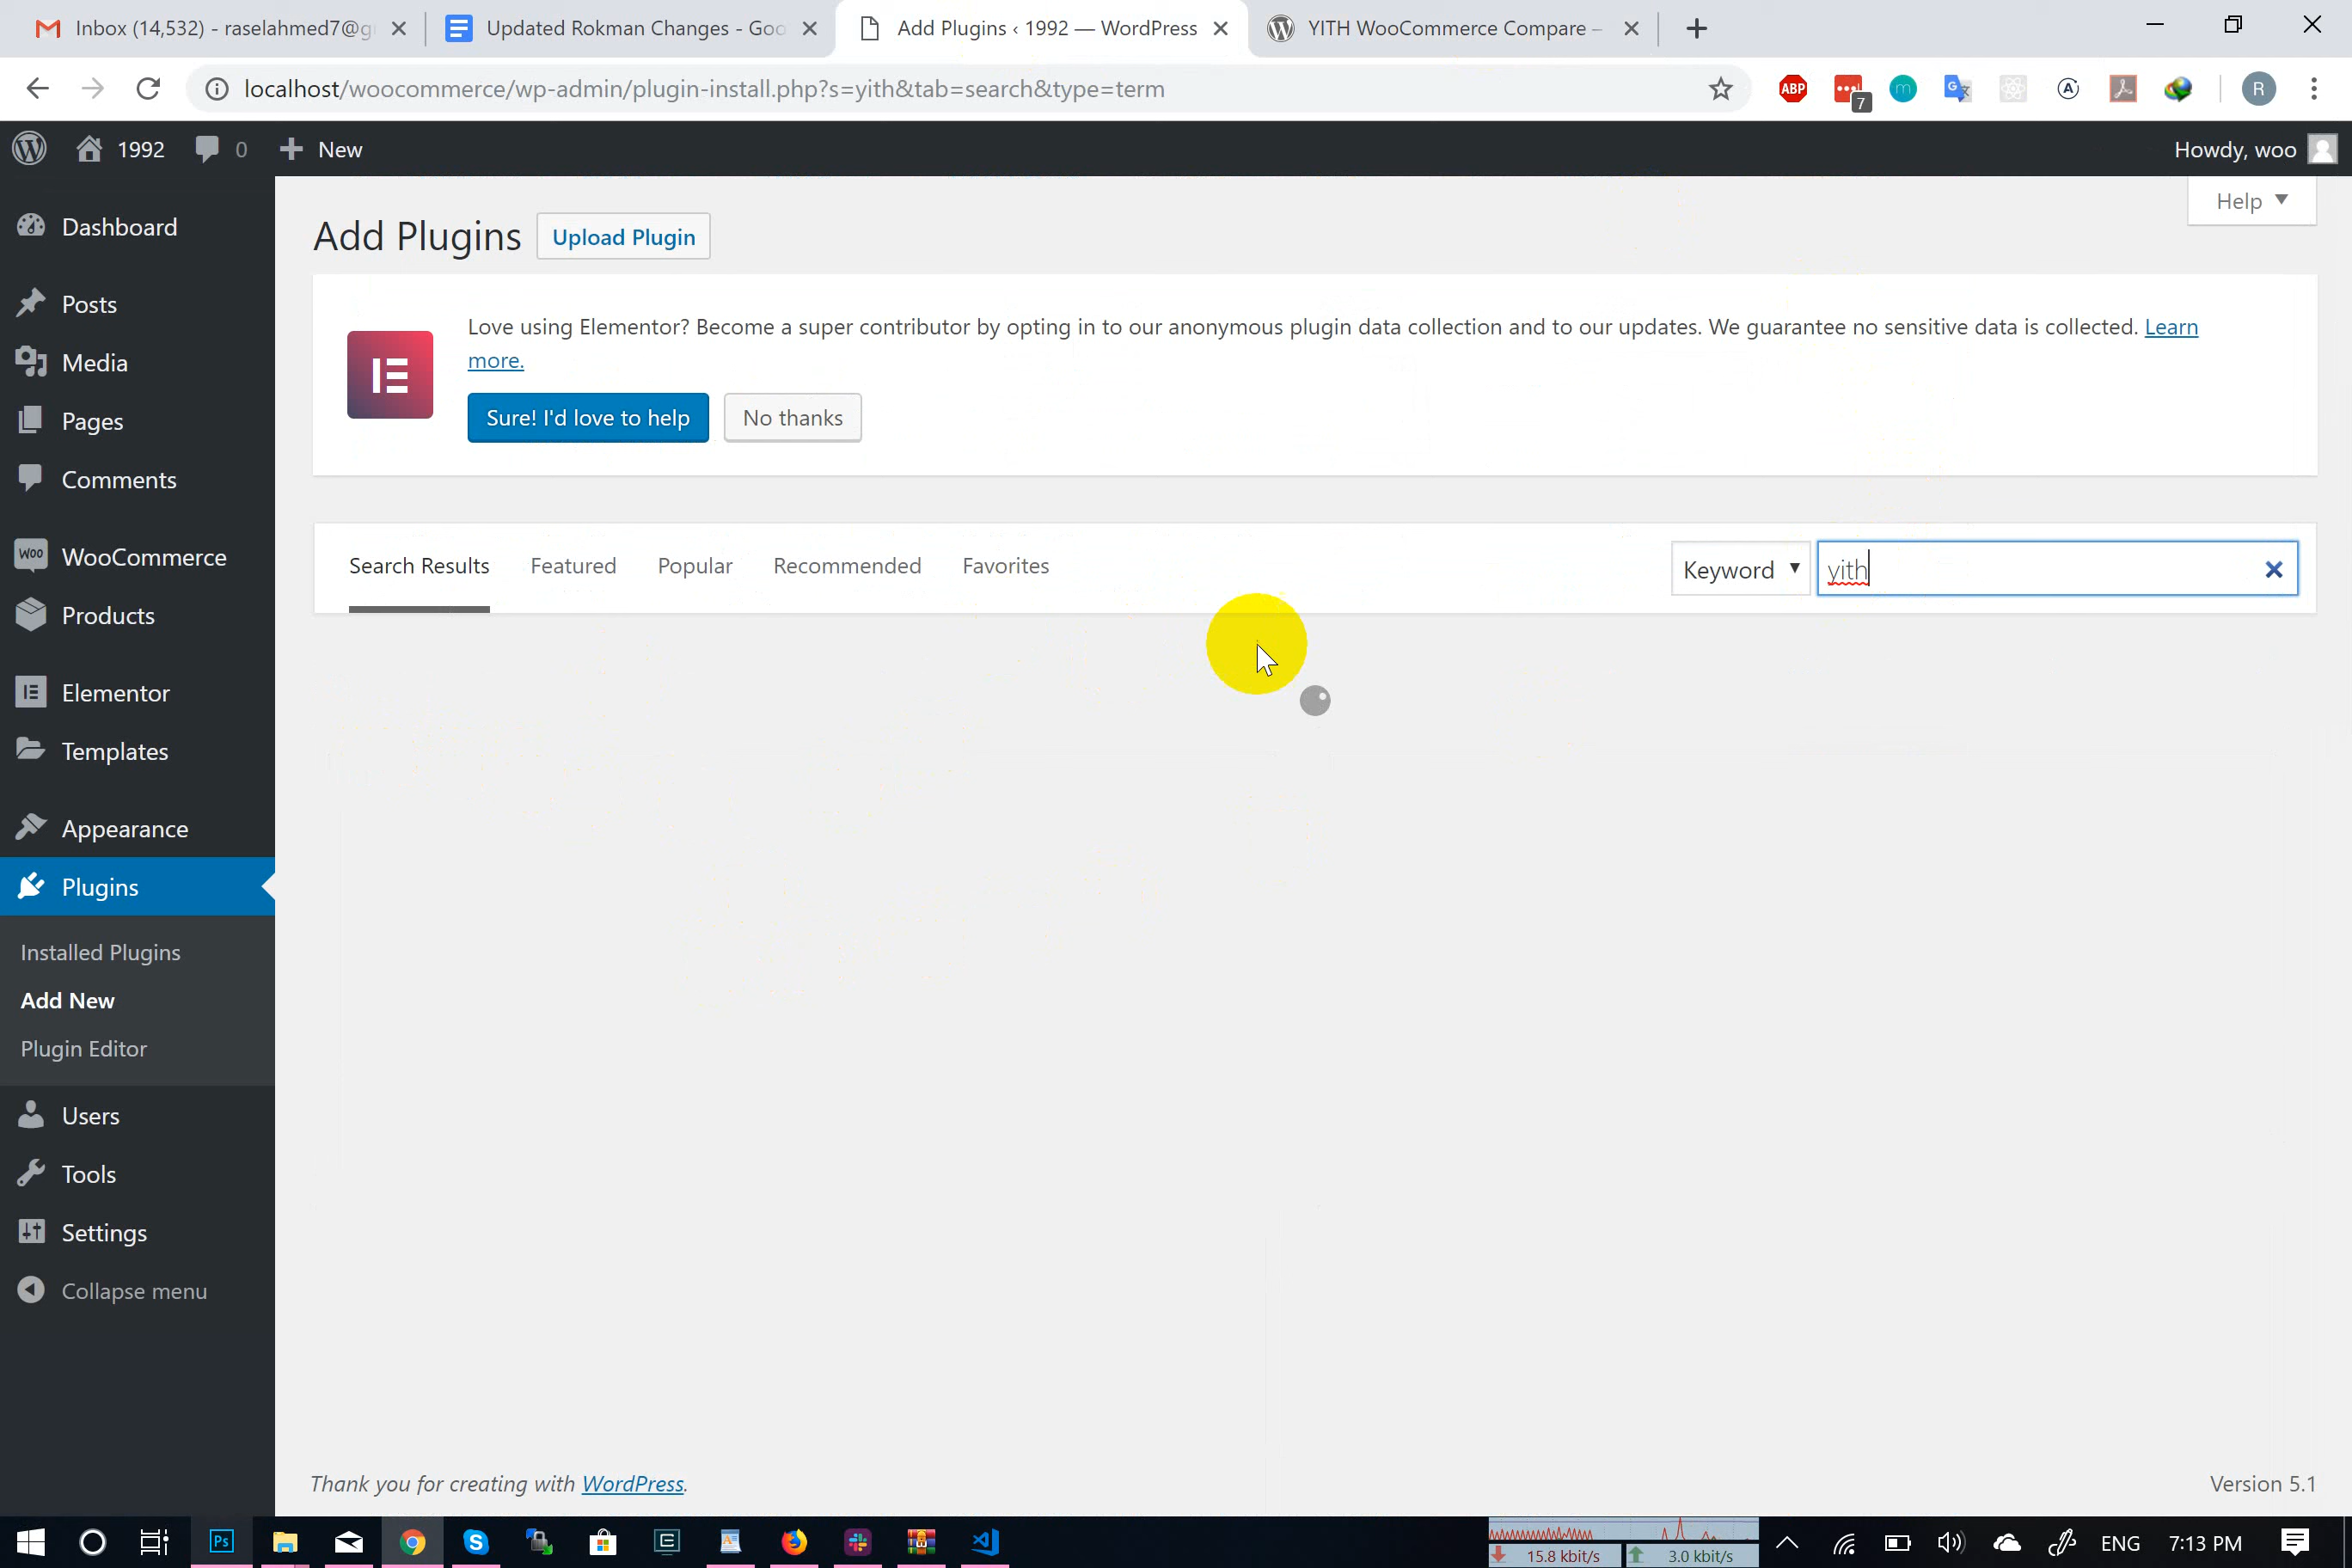 Inbox (14,532) - raselahmed7@g
Updated Rokman Changes - Goo
Add Plugins ‹ 1992 — WordPress
YITH WooCommerce Compare –
localhost/woocommerce/wp-admin/plugin-install.php?s=yith&tab=search&type=term
ABP
7
m
G
A
R
1992
0
New
Howdy, woo
Help
Dashboard
Posts
Media
Pages
Comments
Woo
WooCommerce
Products
Elementor
Templates
Appearance
Plugins
Installed Plugins
Add New
Plugin Editor
Users
Tools
Settings
Collapse menu
Add Plugins
Upload Plugin
Love using Elementor? Become a super contributor by opting in to our anonymous plugin data collection and to our updates. We guarantee no sensitive data is collected. Learn
more.
Sure! I'd love to help
No thanks
Search Results
Featured
Popular
Recommended
Favorites
Keyword
yith
Thank you for creating with WordPress.
Version 5.1
Ps
15.8 kbit/s
3.0 kbit/s
ENG
7:13 PM